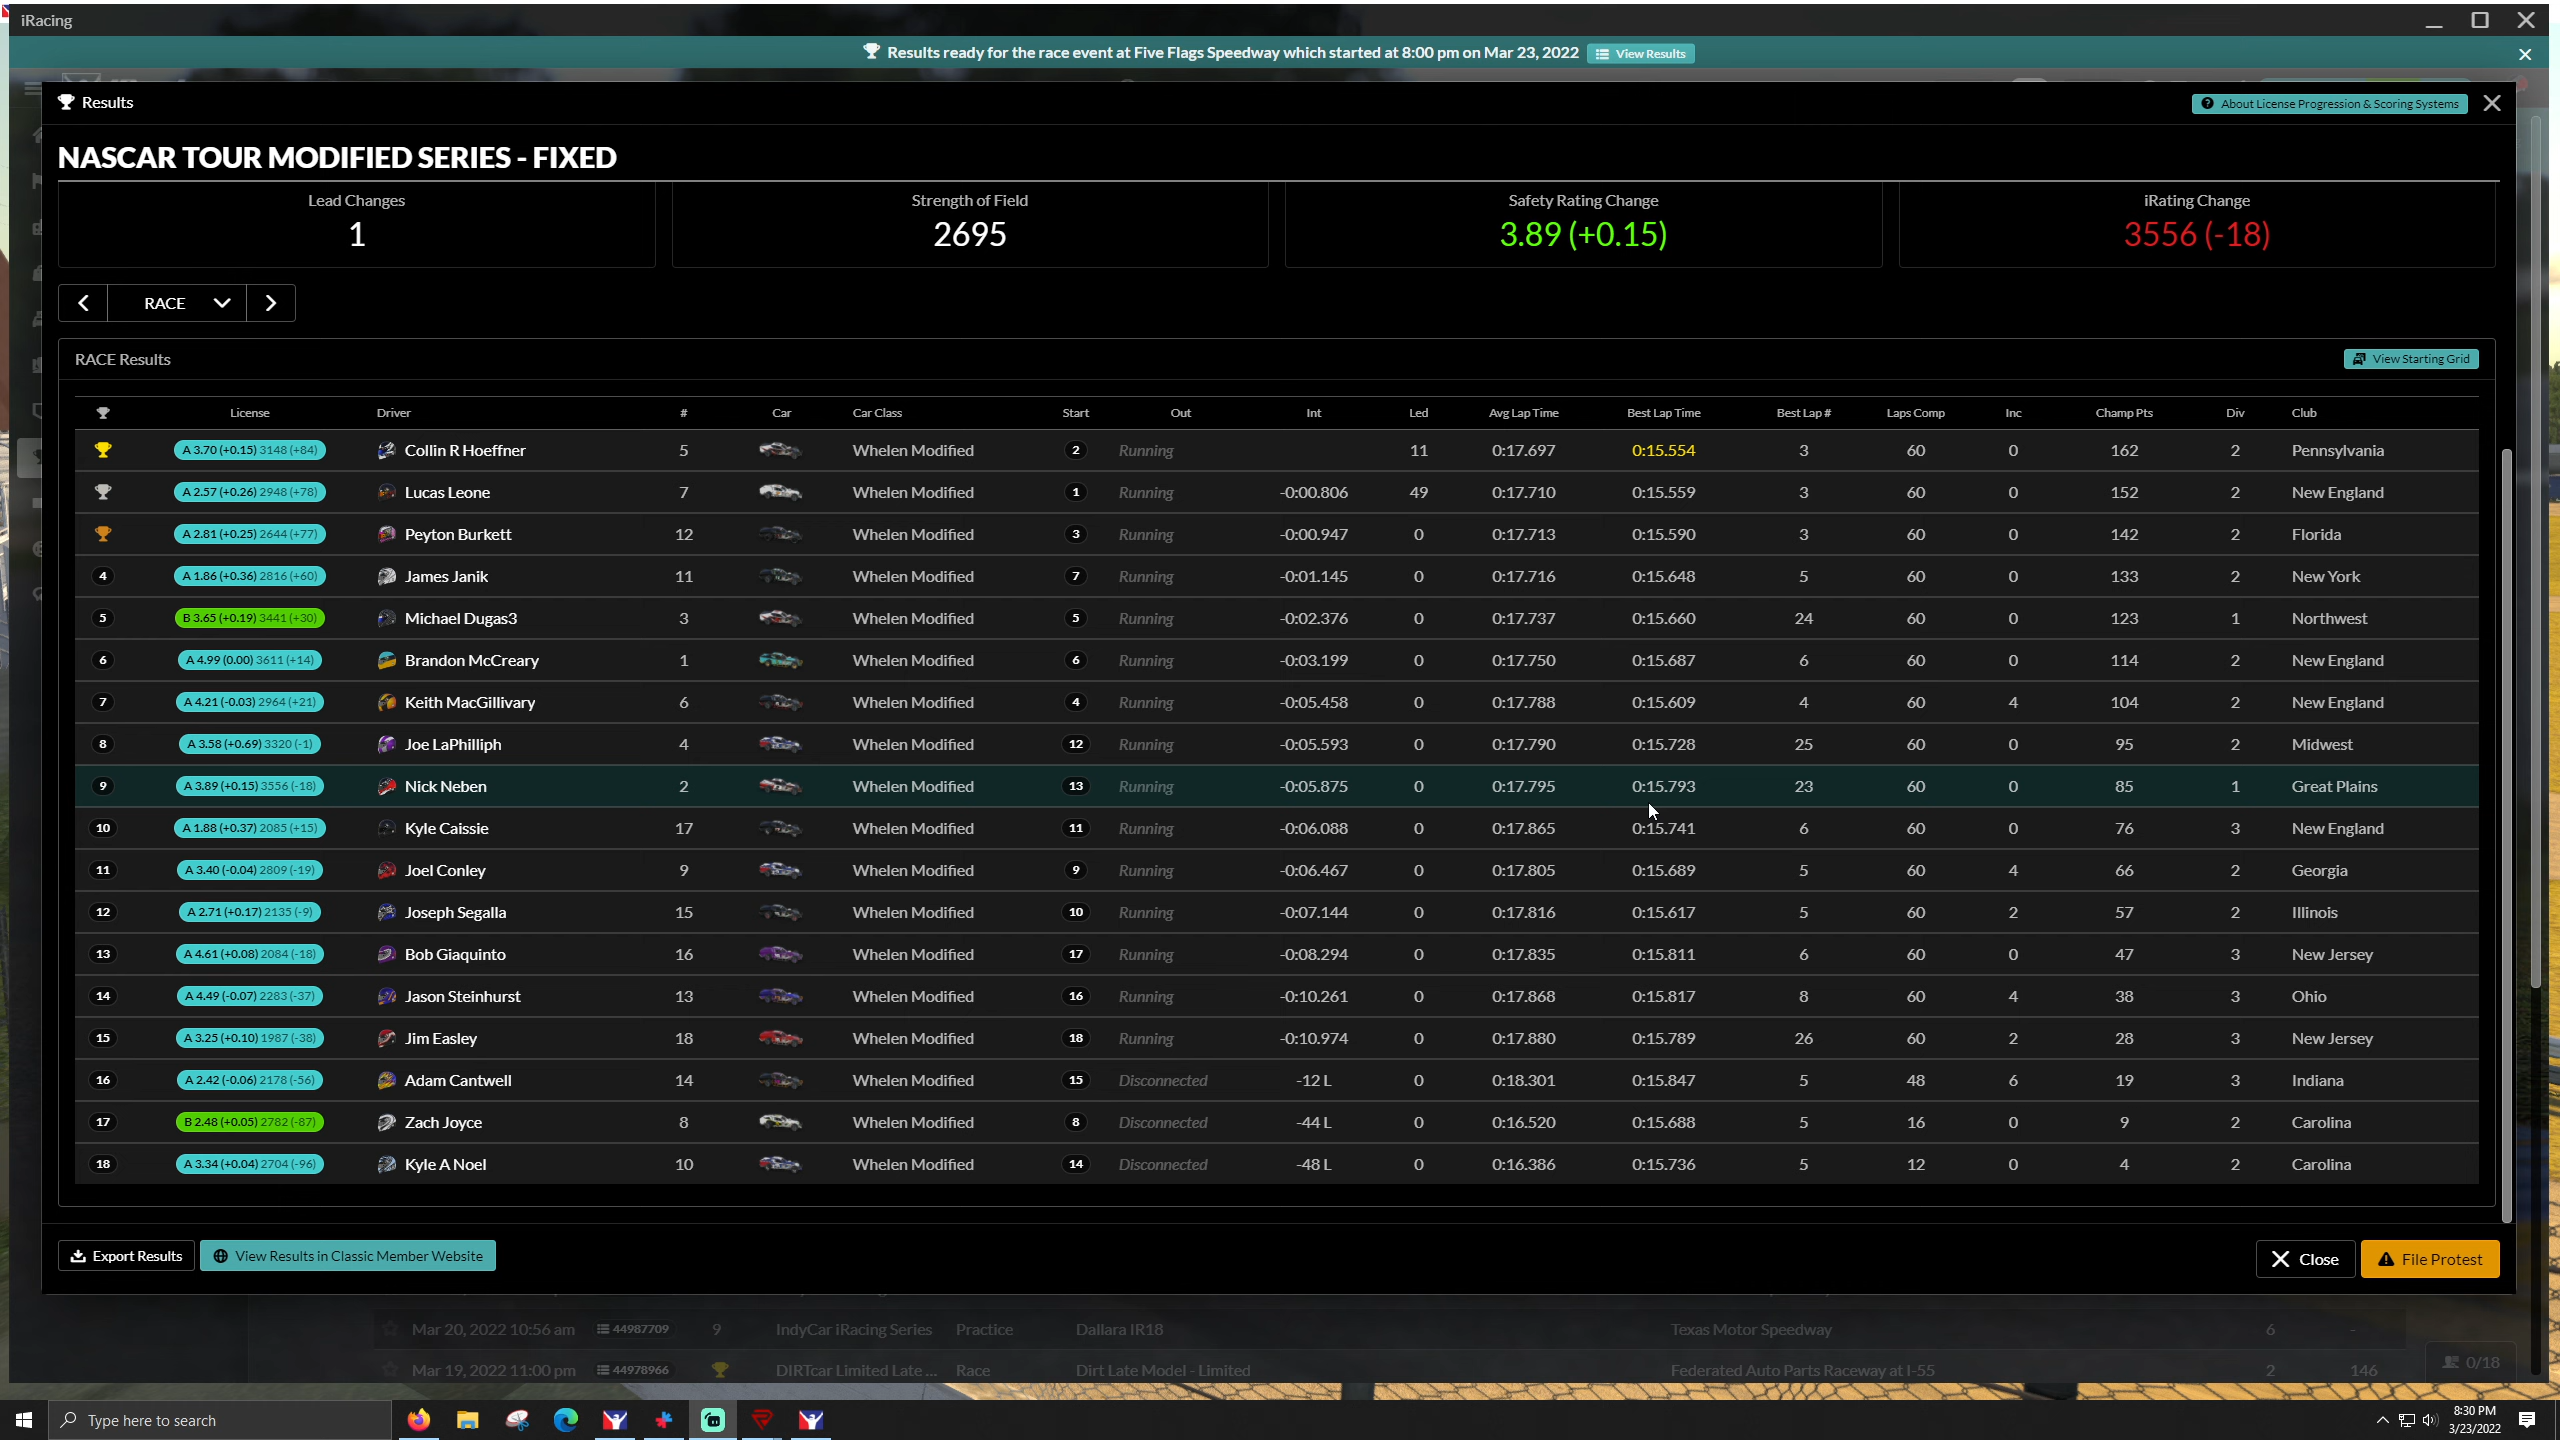 iRacing
Results ready for the race event at Five Flags Speedway which started at 8:00 pm on Mar 23, 2022 View Results
Results About License Progression & Scoring Systems
NASCAR TOUR MODIFIED SERIES - FIXED
Lead Changes Strength of Field Safety Rating Change iRating Change
1 2695 3.89 (+0.15) 3556 (-18)
RACE
RACE Results View Starting Grid
License Driver # Car Car Class Start Out Int Led Avg Lap Time Best Lap Time Best Lap # Laps Comp Inc Champ Pts Div Club
A 3.70 (+0.15) 3148 (+84) Collin R Hoeffner 5 Whelen Modified 2 Running 11 0:17.697 0:15.554 3 60 0 162 2 Pennsylvania
A 2.57 (+0.26) 2948 (+78) Lucas Leone 7 Whelen Modified 1 Running -0:00.806 49 0:17.710 0:15.559 3 60 0 152 2 New England
A 2.81 (+0.25) 2644 (+77) Peyton Burkett 12 Whelen Modified 3 Running -0:00.947 0 0:17.713 0:15.590 3 60 0 142 2 Florida
4 A 1.86 (+0.36) 2816 (+60) James Janik 11 Whelen Modified 7 Running -0:01.145 0 0:17.716 0:15.648 5 60 0 133 2 New York
5 B 3.65 (+0.19) 3441 (+30) Michael Dugas3 3 Whelen Modified 5 Running -0:02.376 0 0:17.737 0:15.660 24 60 0 123 1 Northwest
6 A 4.99 (0.00) 3611 (+14) Brandon McCreary 1 Whelen Modified 6 Running -0:03.199 0 0:17.750 0:15.687 6 60 0 114 2 New England
7 A 4.21 (-0.03) 2964 (+21) Keith MacGillivary 6 Whelen Modified 4 Running -0:05.458 0 0:17.788 0:15.609 4 60 4 104 2 New England
8 A 3.58 (+0.69) 3320 (-1) Joe LaPhilliph 4 Whelen Modified 12 Running -0:05.593 0 0:17.790 0:15.728 25 60 0 95 2 Midwest
9 A 3.89 (+0.15) 3556 (-18) Nick Neben 2 Whelen Modified 13 Running -0:05.875 0 0:17.795 0:15.793 23 60 0 85 1 Great Plains
10 A 1.88 (+0.37) 2085 (+15) Kyle Caissie 17 Whelen Modified 11 Running -0:06.088 0 0:17.865 0:15.741 6 60 0 76 3 New England
11 A 3.40 (-0.04) 2809 (-19) Joel Conley 9 Whelen Modified 9 Running -0:06.467 0 0:17.805 0:15.689 5 60 4 66 2 Georgia
12 A 2.71 (+0.17) 2135 (-9) Joseph Segalla 15 Whelen Modified 10 Running -0:07.144 0 0:17.816 0:15.617 5 60 2 57 2 Illinois
13 A 4.61 (+0.08) 2084 (-18) Bob Giaquinto 16 Whelen Modified 17 Running -0:08.294 0 0:17.835 0:15.811 6 60 0 47 3 New Jersey
14 A 4.49 (-0.07) 2283 (-37) Jason Steinhurst 13 Whelen Modified 16 Running -0:10.261 0 0:17.868 0:15.817 8 60 4 38 3 Ohio
15 A 3.25 (+0.10) 1987 (-38) Jim Easley 18 Whelen Modified 18 Running -0:10.974 0 0:17.880 0:15.789 26 60 2 28 3 New Jersey
16 A 2.42 (-0.06) 2178 (-56) Adam Cantwell 14 Whelen Modified 15 Disconnected -12 L 0 0:18.301 0:15.847 5 48 6 19 3 Indiana
17 B 2.48 (+0.05) 2782 (-87) Zach Joyce 8 Whelen Modified 8 Disconnected -44 L 0 0:16.520 0:15.688 5 16 0 9 2 Carolina
18 A 3.34 (+0.04) 2704 (-96) Kyle A Noel 10 Whelen Modified 14 Disconnected -48 L 0 0:16.386 0:15.736 5 12 0 4 2 Carolina
Export Results View Results in Classic Member Website Close File Protest
Mar 20, 2022 10:56 am 44987709 9 IndyCar iRacing Series Practice Dallara IR18 Texas Motor Speedway 6 -
Mar 19, 2022 11:00 pm 44978966 DIRTcar Limited Late ... Race Dirt Late Model - Limited Federated Auto Parts Raceway at I-55 2 146 0/18
Type here to search 8:30 PM
3/23/2022